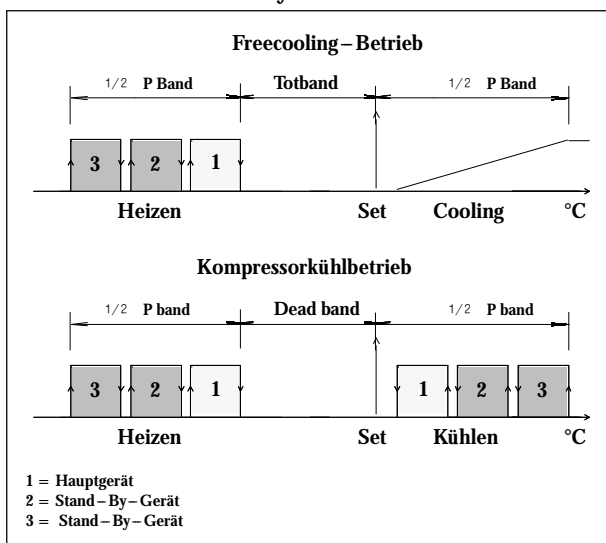 Freecooling – Betrieb
1/2 P Band Totband 1/2 P Band
3 2 1
Heizen Set Cooling °C
Kompressorkühlbetrieb
1/2 P band Dead band 1/2 P band
3 2 1 1 2 3
Heizen Set Kühlen °C
1 = Hauptgerät
2 = Stand – By – Gerät
3 = Stand – By – Gerät